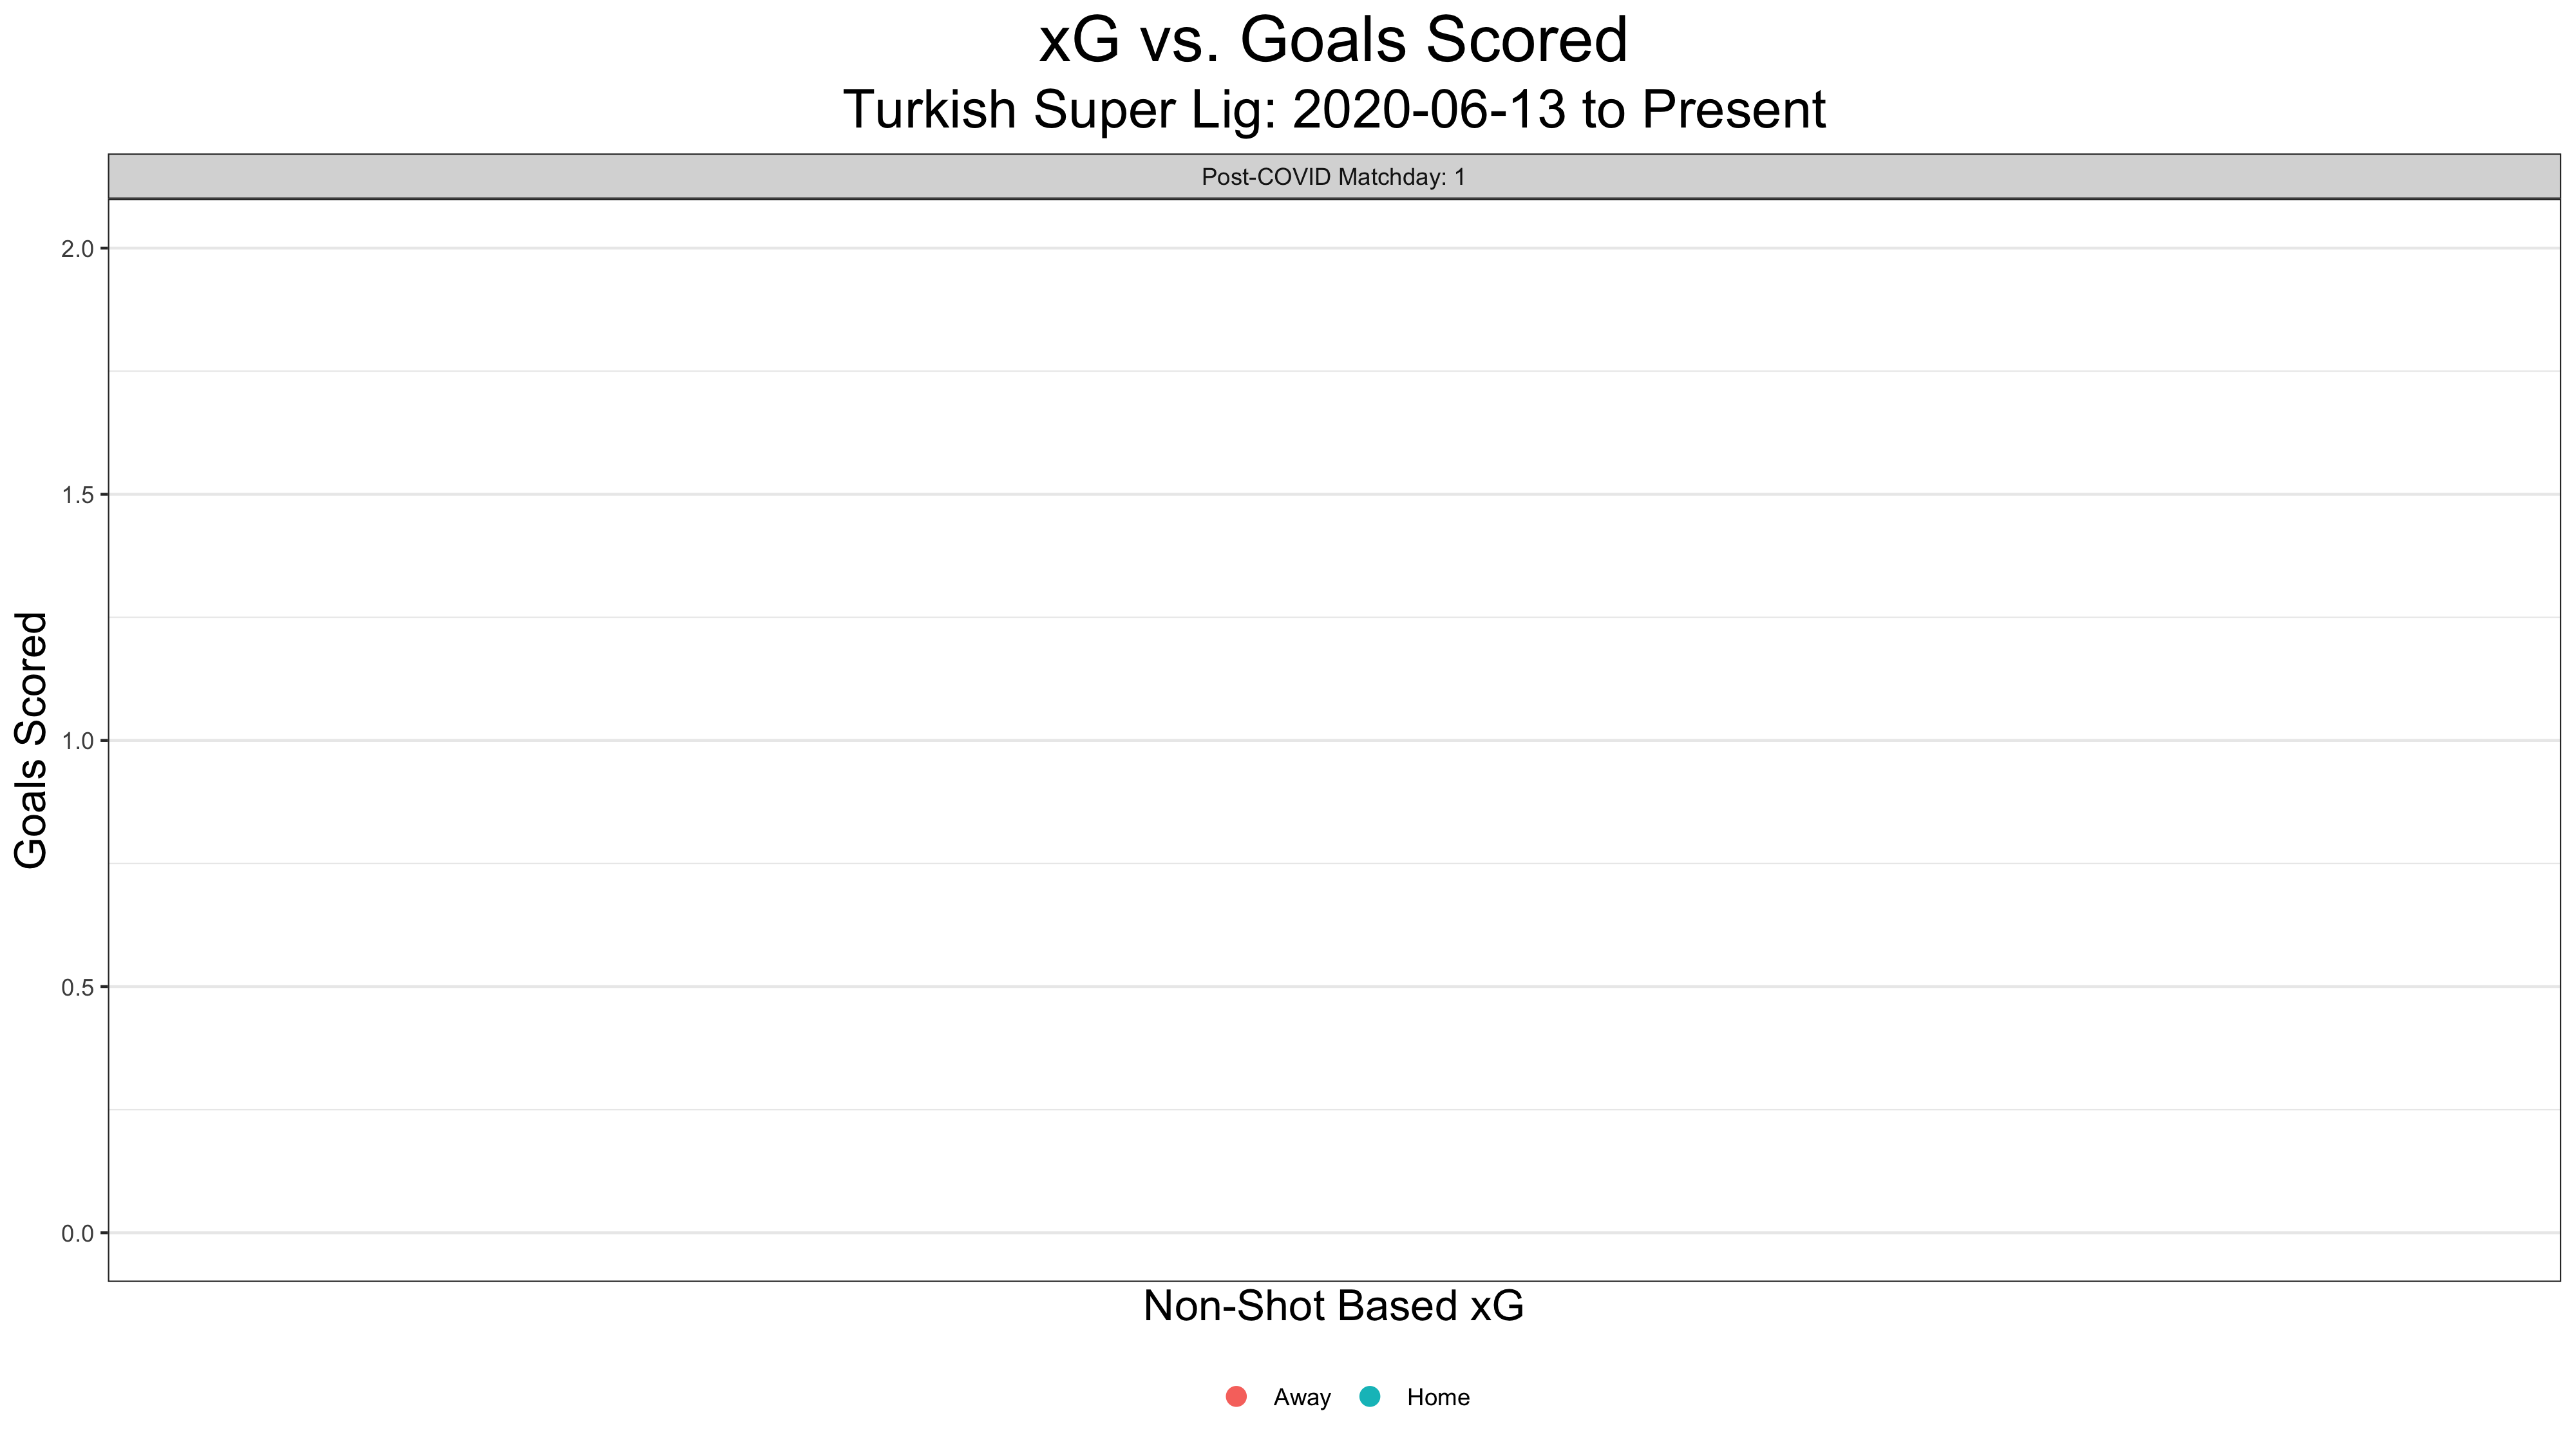 xG vs. Goals Scored
Turkish Super Lig: 2020-06-13 to Present
Post-COVID Matchday: 1
2.0
1.5
1.0
0.5
0.0
Goals Scored
Non-Shot Based xG
Away
Home